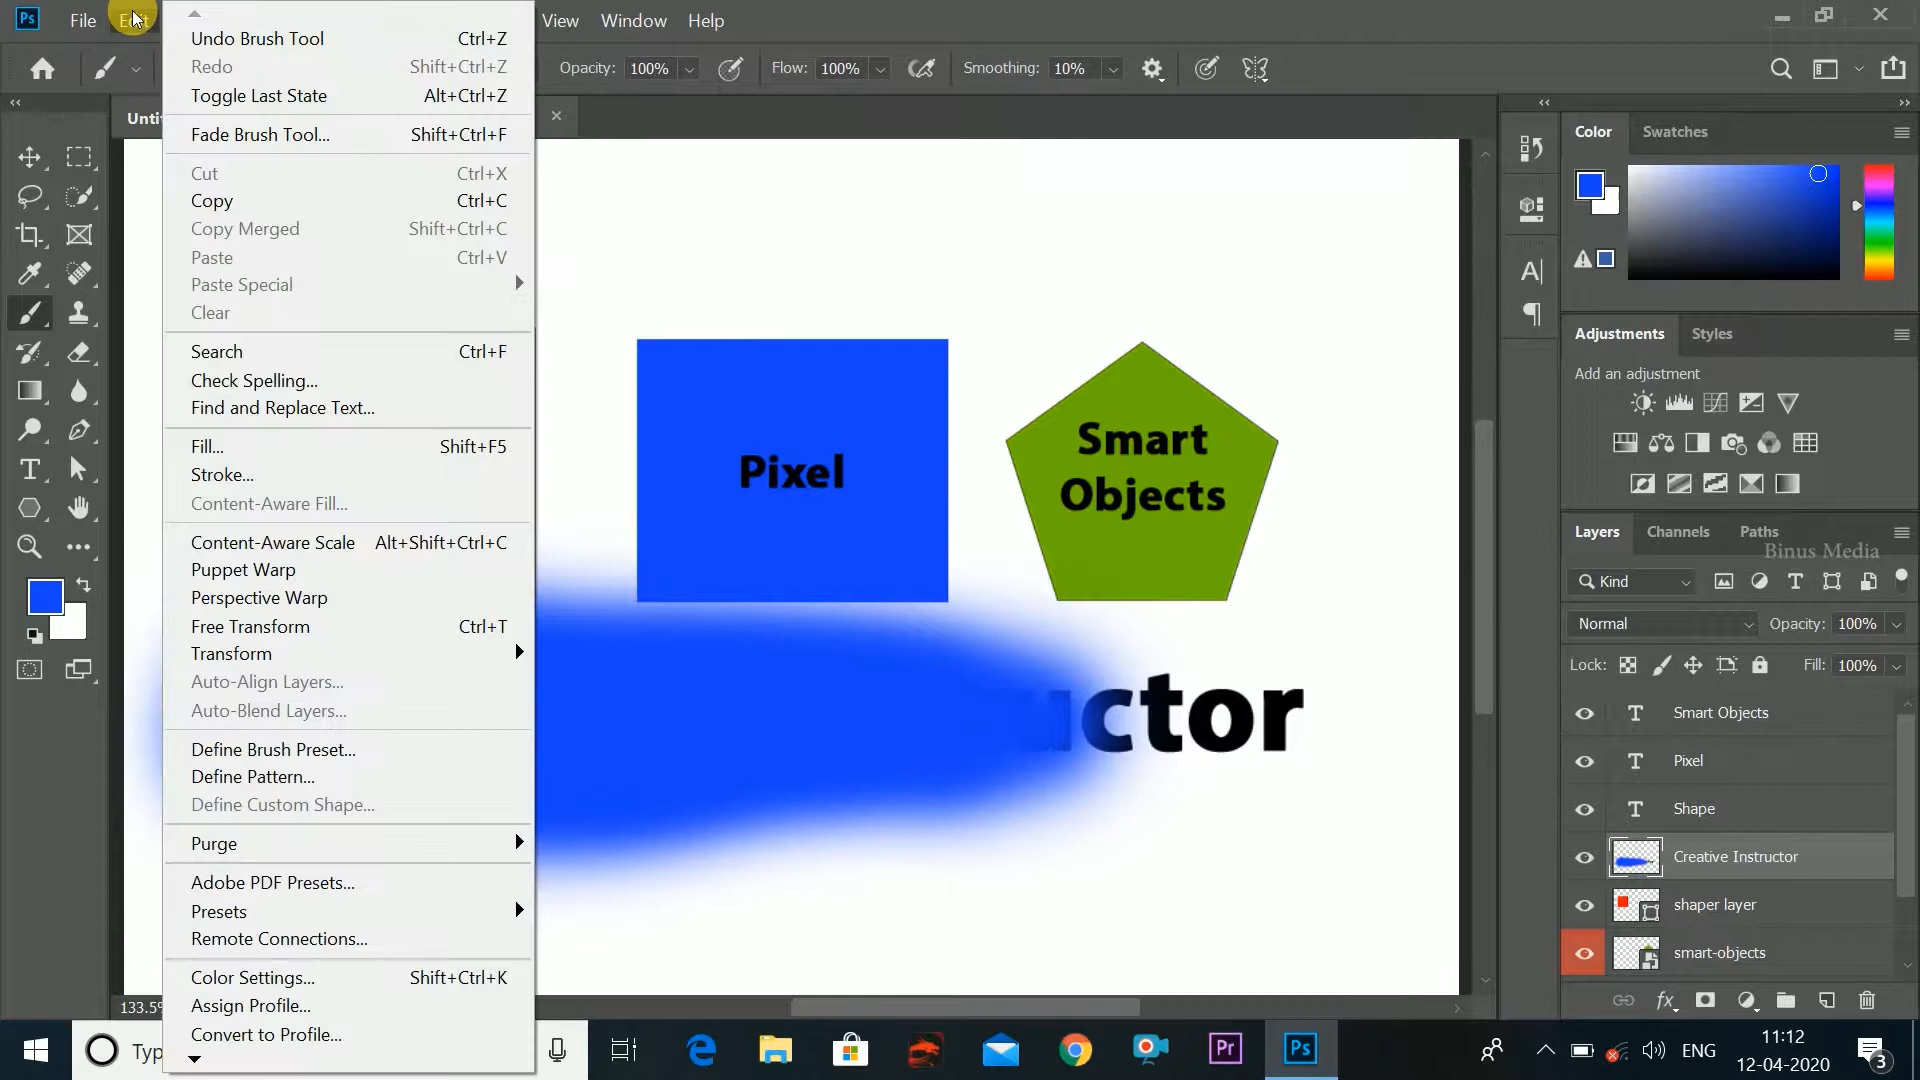 Ps
File
Edit
View
Window
Help
Opacity:
100%
Flow:
100%
Smoothing:
10%
Undo Brush Tool Ctrl+Z
Redo Shift+Ctrl+Z
Toggle Last State Alt+Ctrl+Z
Fade Brush Tool... Shift+Ctrl+F
Cut Ctrl+X
Copy Ctrl+C
Copy Merged Shift+Ctrl+C
Paste Ctrl+V
Paste Special
Clear
Search Ctrl+F
Check Spelling...
Find and Replace Text...
Fill... Shift+F5
Stroke...
Content-Aware Fill...
Content-Aware Scale Alt+Shift+Ctrl+C
Puppet Warp
Perspective Warp
Free Transform Ctrl+T
Transform
Auto-Align Layers...
Auto-Blend Layers...
Define Brush Preset...
Define Pattern...
Define Custom Shape...
Purge
Adobe PDF Presets...
Presets
Remote Connections...
Color Settings... Shift+Ctrl+K
Assign Profile...
Convert to Profile...
Pixel
Smart
Objects
ctor
Color
Swatches
Adjustments
Styles
Add an adjustment
Layers
Channels
Paths
Binus Media
Kind
Normal
Opacity:
100%
Lock:
Fill:
100%
Smart Objects
Pixel
Shape
Creative Instructor
shaper layer
smart-objects
Pr
Ps
ENG
11:12
12-04-2020
3